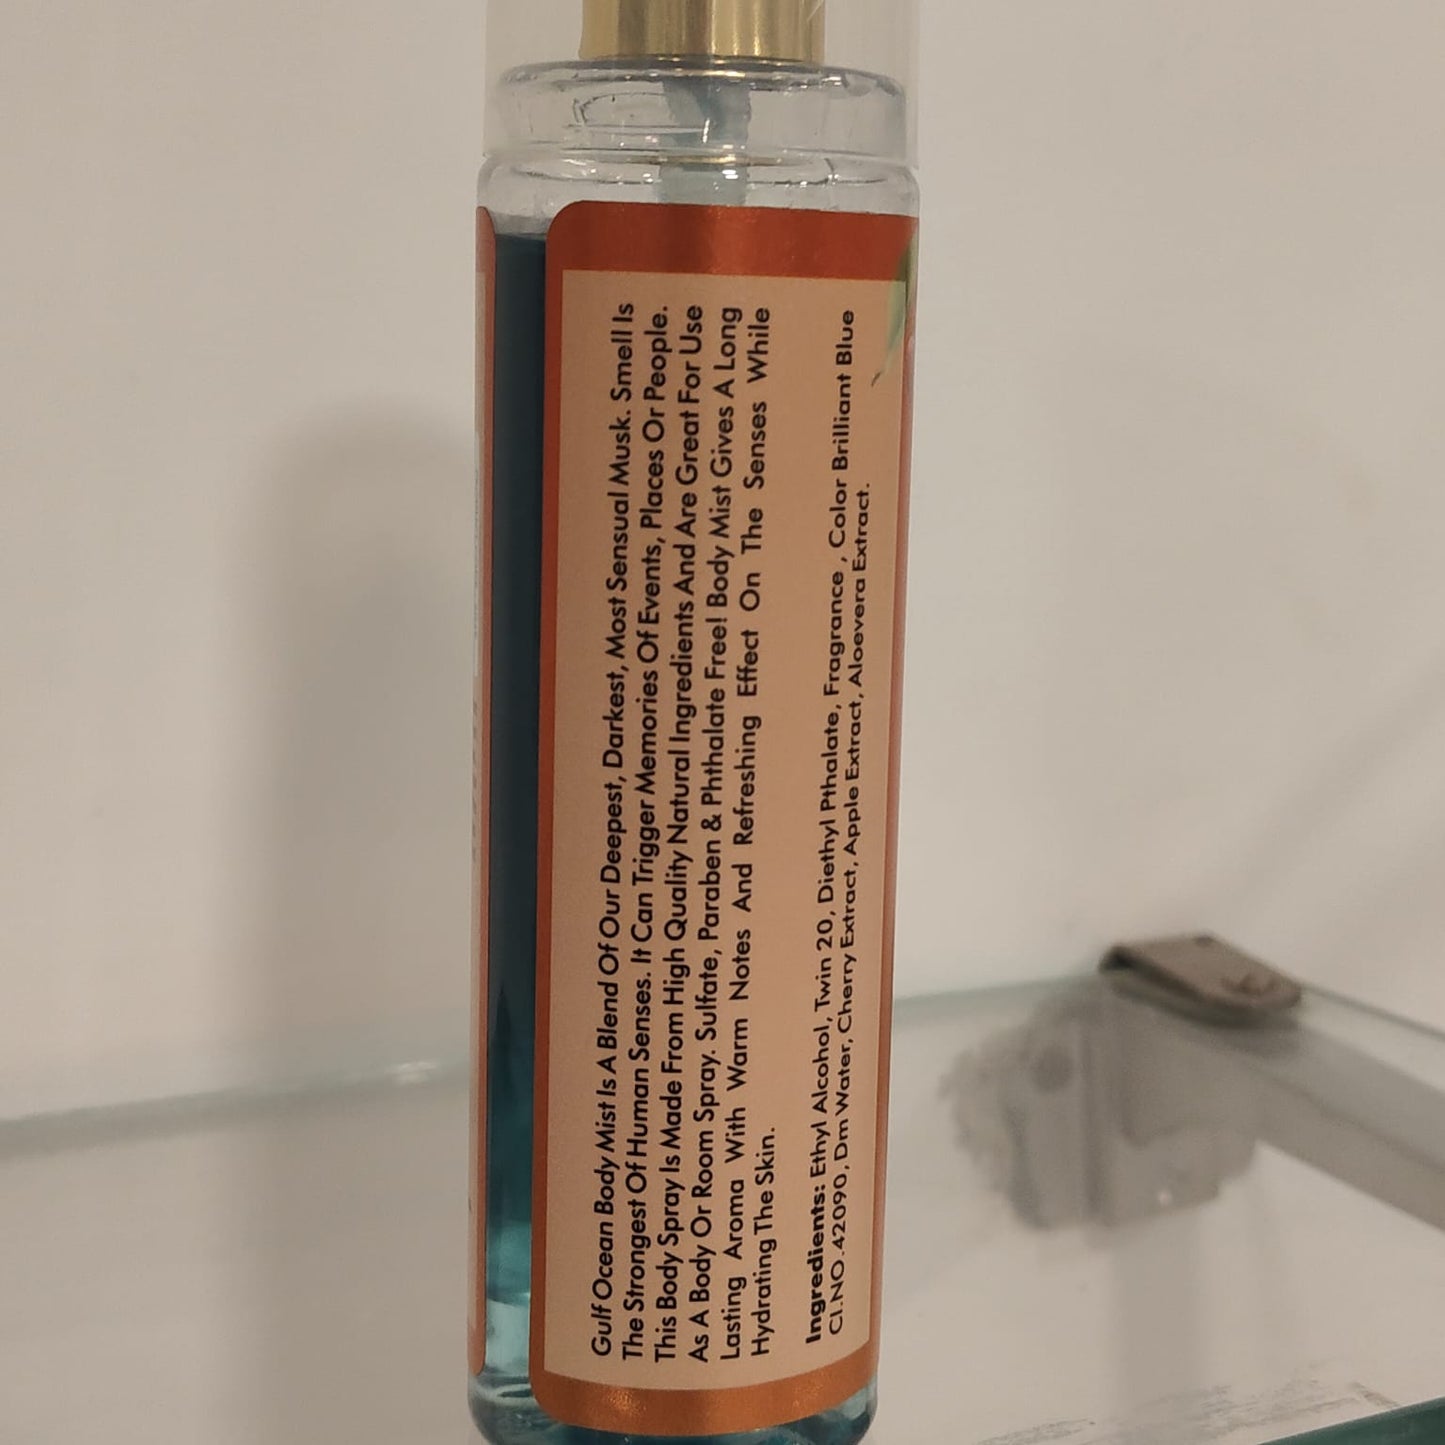 Gulf Ocean Body Mist Is A Blend Of Our Deepest, Darkest, Most Sensual Musk. Smell Is
The Strongest Of Human Senses. It Can Trigger Memories Of Events, Places Or People.
This Body Spray Is Made From High Quality Natural Ingredients And Are Great For Use
As A Body Or Room Spray. Sulfate, Paraben & Phthalate Free! Body Mist Gives A Long
Lasting Aroma With Warm Notes And Refreshing Effect On The Senses While
Hydrating The Skin.
Ingredients: Ethyl Alcohol, Twin 20, Diethyl Pthalate, Fragrance , Color Brilliant Blue
CI.NO.42090, Dm Water, Cherry Extract, Apple Extract, Aloevera Extract.